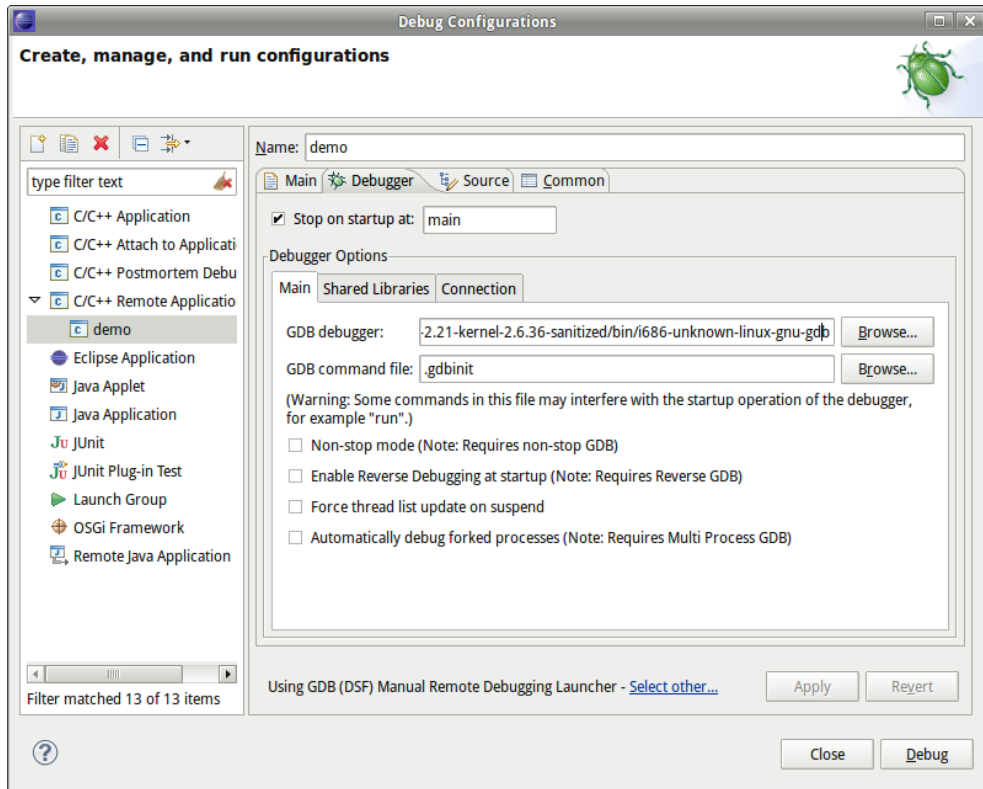 Debug Configurations
Create, manage, and run configurations
type filter text
C/C++ Application
C/C++ Attach to Applicati
C/C++ Postmortem Debu
C/C++ Remote Applicatio
demo
Eclipse Application
Java Applet
Java Application
JUnit
JUnit Plug-in Test
Launch Group
OSGi Framework
Remote Java Application
Filter matched 13 of 13 items
Name: demo
Main Debugger Source Common
Stop on startup at: main
Debugger Options
Main Shared Libraries Connection
GDB debugger: -2.21-kernel-2.6.36-sanitized/bin/i686-unknown-linux-gnu-gdb Browse...
GDB command file: .gdbinit Browse...
(Warning: Some commands in this file may interfere with the startup operation of the debugger,
for example "run".)
Non-stop mode (Note: Requires non-stop GDB)
Enable Reverse Debugging at startup (Note: Requires Reverse GDB)
Force thread list update on suspend
Automatically debug forked processes (Note: Requires Multi Process GDB)
Using GDB (DSF) Manual Remote Debugging Launcher - Select other... Apply Revert
Close Debug